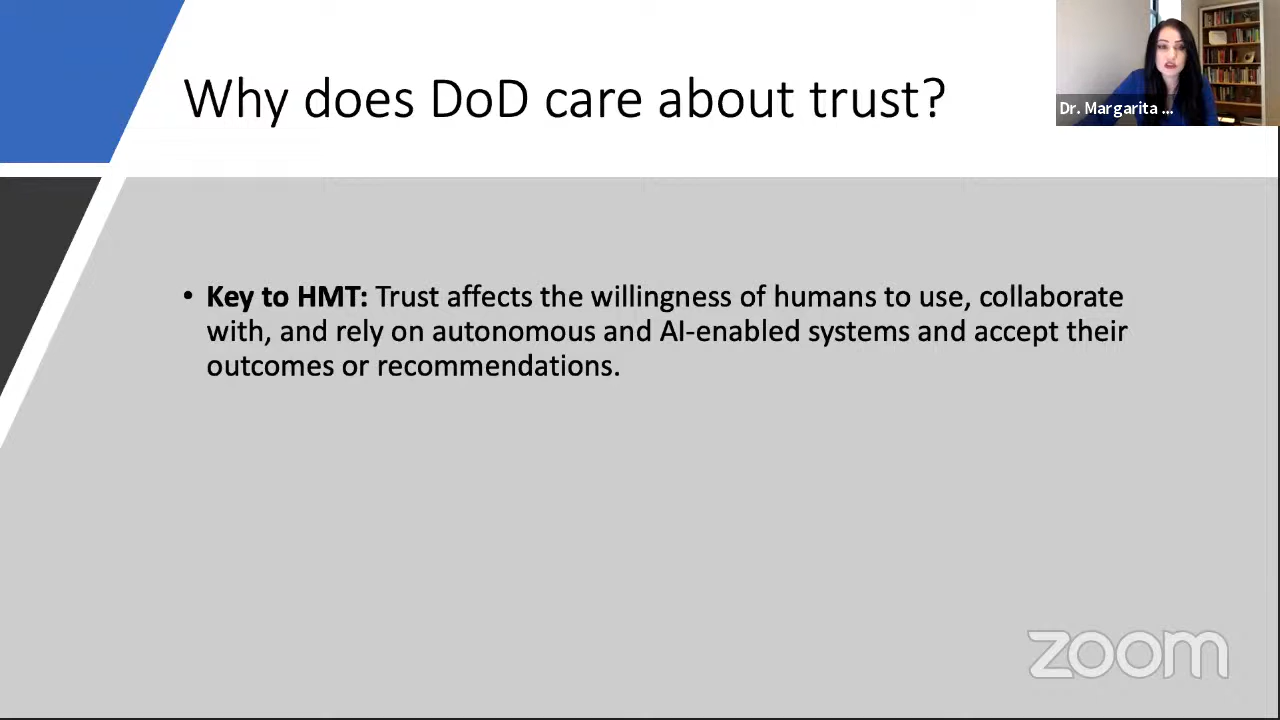 Why does DoD care about trust?
Dr. Margarita ...
• Key to HMT: Trust affects the willingness of humans to use, collaborate
with, and rely on autonomous and AI-enabled systems and accept their
outcomes or recommendations.
zoom